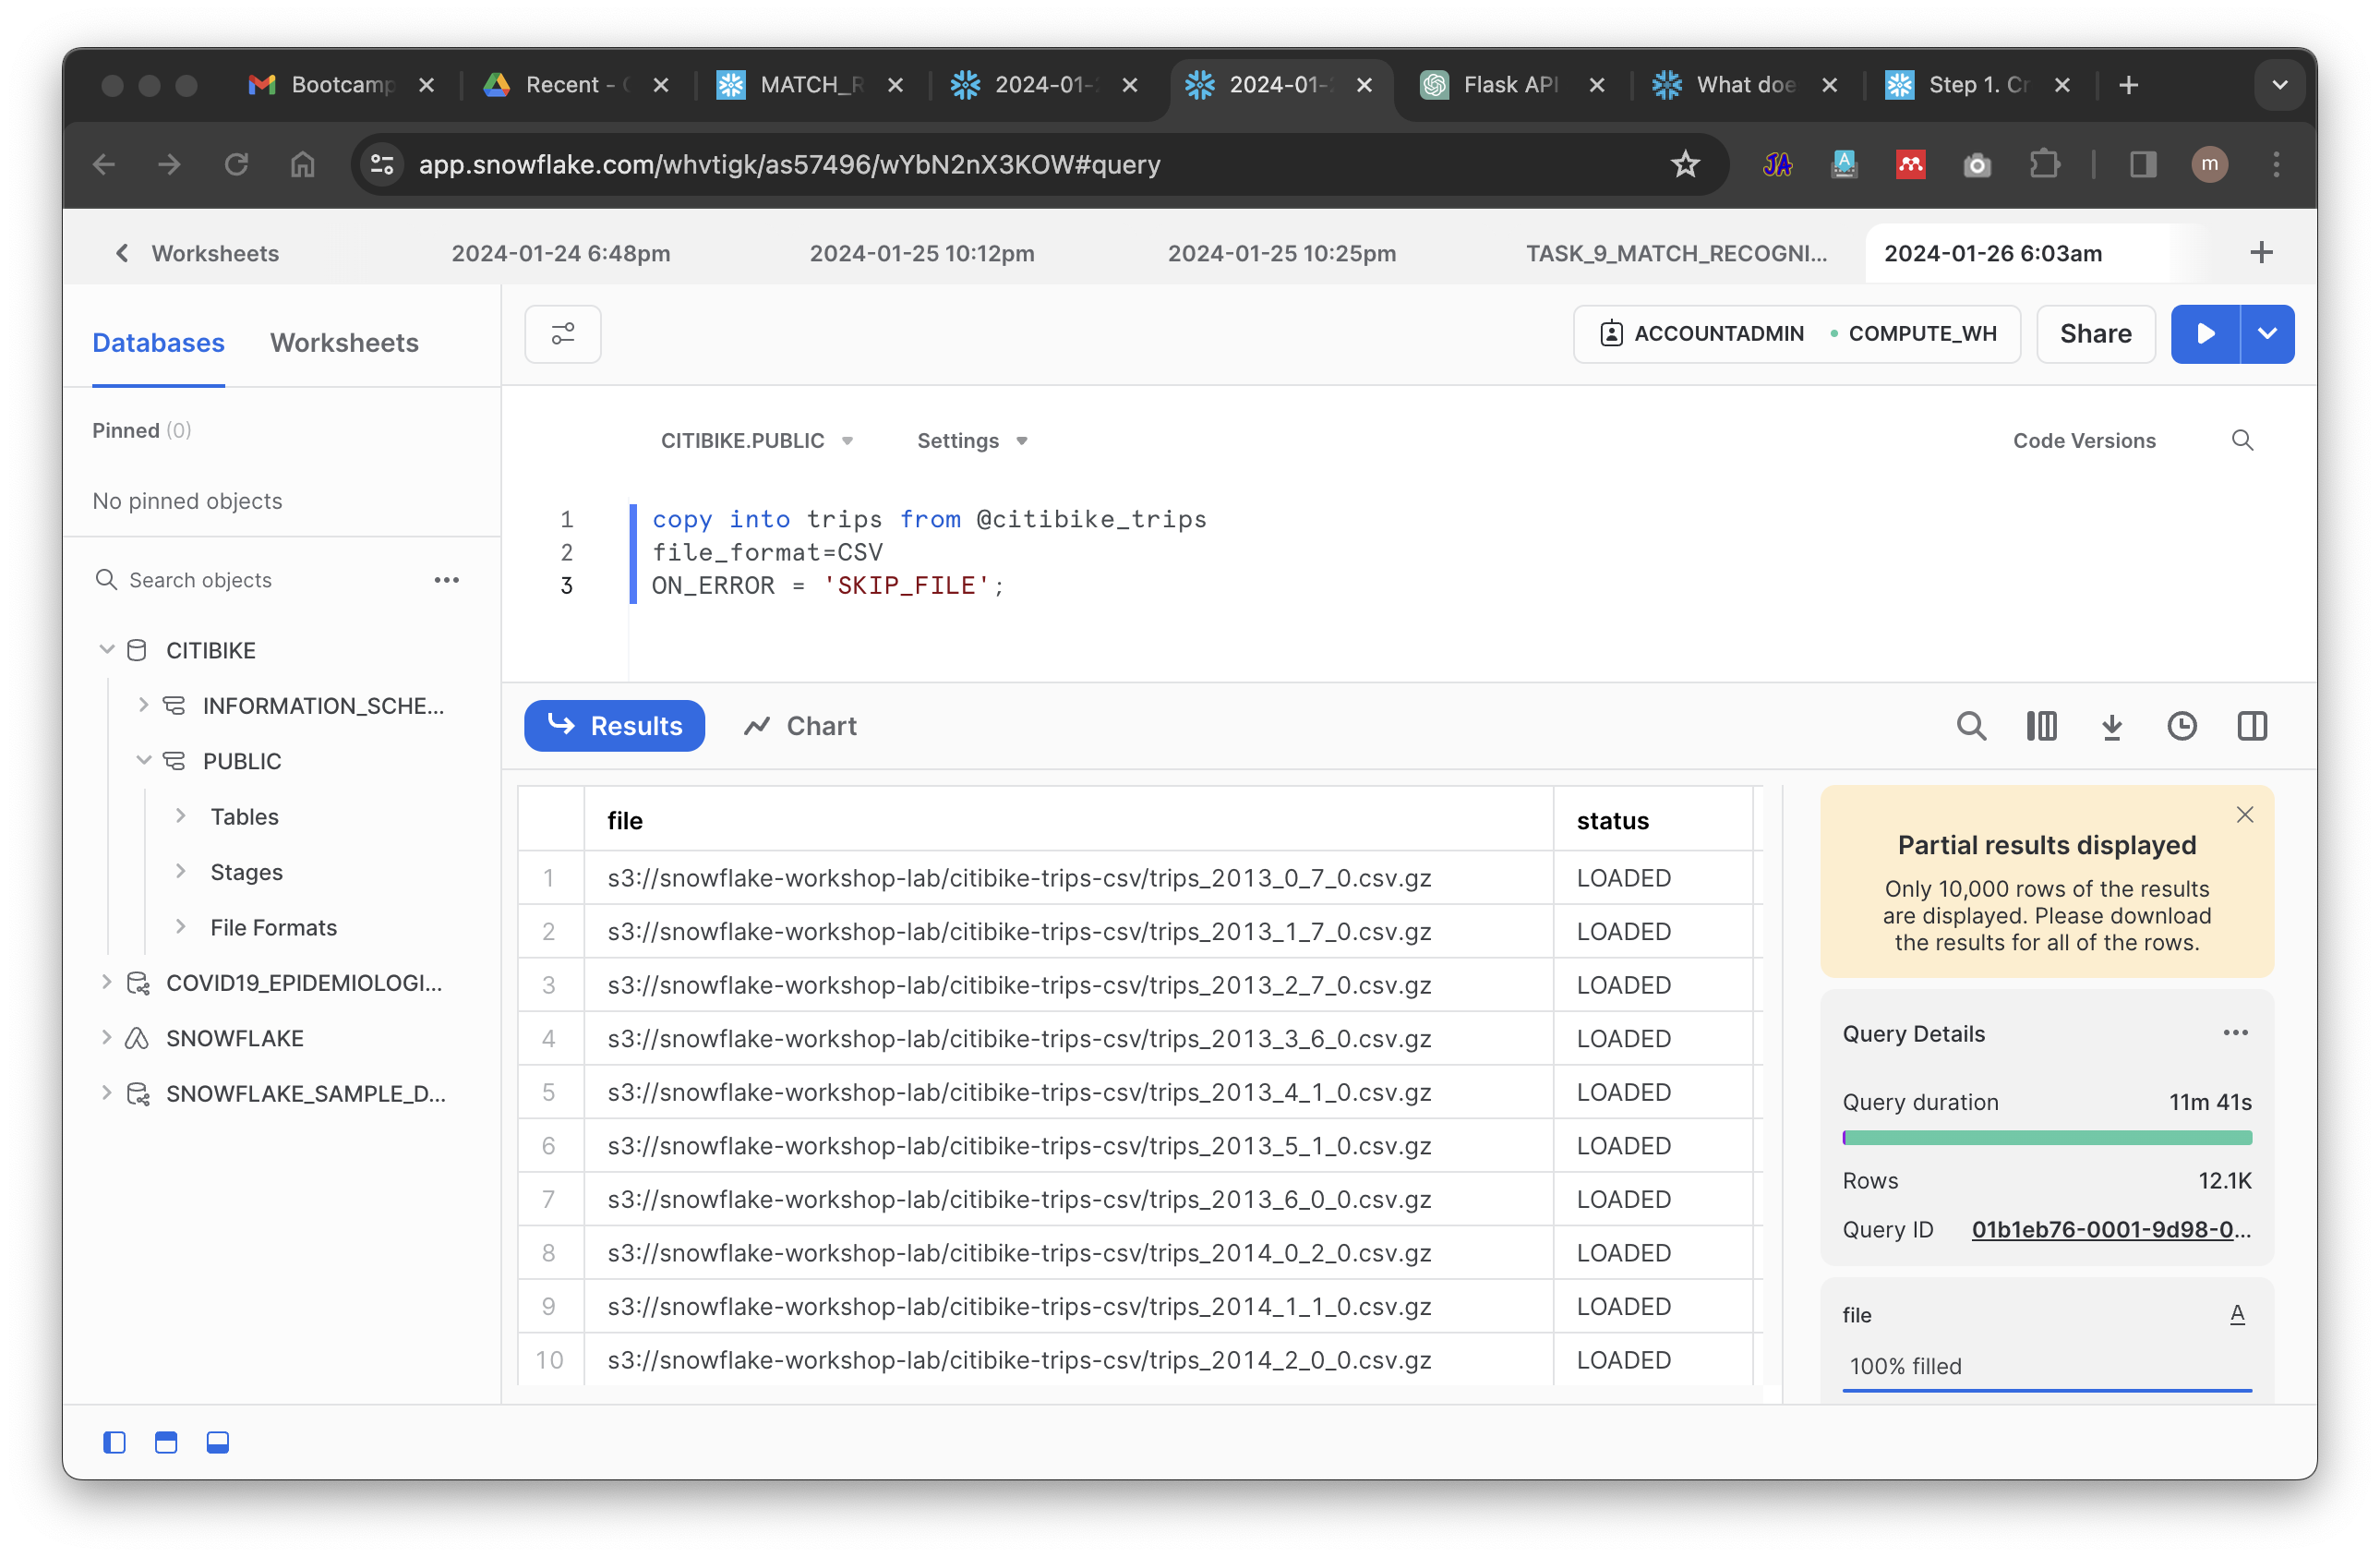 Bootcamp
Recent - 
MATCH_R
2024-01-
2024-01-
Flask API
What doe
Step 1. Cr
app.snowflake.com/whvtigk/as57496/wYbN2nX3KOW#query
JA
A
m
Worksheets
2024-01-24 6:48pm
2024-01-25 10:12pm
2024-01-25 10:25pm
TASK_9_MATCH_RECOGNI...
2024-01-26 6:03am
Databases
Worksheets
ACCOUNTADMIN
COMPUTE_WH
Share
Pinned (0)
No pinned objects
Search objects
CITIBIKE
INFORMATION_SCHE...
PUBLIC
Tables
Stages
File Formats
COVID19_EPIDEMIOLOGI...
SNOWFLAKE
SNOWFLAKE_SAMPLE_D...
CITIBIKE.PUBLIC
Settings
Code Versions
1 copy into trips from @citibike_trips
2 file_format=CSV
3 ON_ERROR = 'SKIP_FILE';
Results
Chart
file status
1 s3://snowflake-workshop-lab/citibike-trips-csv/trips_2013_0_7_0.csv.gz LOADED
2 s3://snowflake-workshop-lab/citibike-trips-csv/trips_2013_1_7_0.csv.gz LOADED
3 s3://snowflake-workshop-lab/citibike-trips-csv/trips_2013_2_7_0.csv.gz LOADED
4 s3://snowflake-workshop-lab/citibike-trips-csv/trips_2013_3_6_0.csv.gz LOADED
5 s3://snowflake-workshop-lab/citibike-trips-csv/trips_2013_4_1_0.csv.gz LOADED
6 s3://snowflake-workshop-lab/citibike-trips-csv/trips_2013_5_1_0.csv.gz LOADED
7 s3://snowflake-workshop-lab/citibike-trips-csv/trips_2013_6_0_0.csv.gz LOADED
8 s3://snowflake-workshop-lab/citibike-trips-csv/trips_2014_0_2_0.csv.gz LOADED
9 s3://snowflake-workshop-lab/citibike-trips-csv/trips_2014_1_1_0.csv.gz LOADED
10 s3://snowflake-workshop-lab/citibike-trips-csv/trips_2014_2_0_0.csv.gz LOADED
Partial results displayed
Only 10,000 rows of the results
are displayed. Please download
the results for all of the rows.
Query Details
Query duration 11m 41s
Rows 12.1K
Query ID 01b1eb76-0001-9d98-0...
file A
100% filled